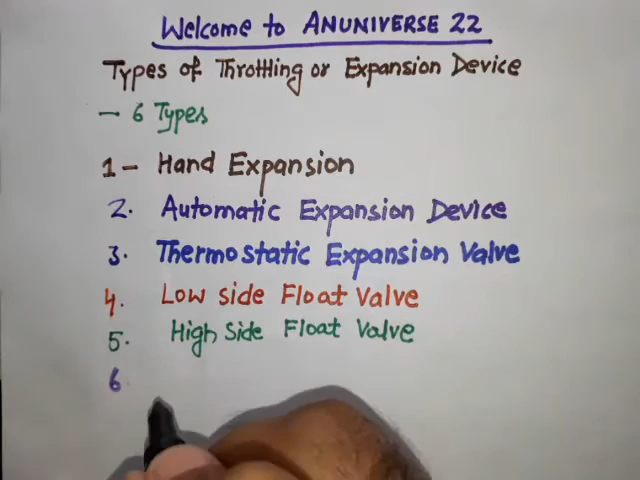 Welcome to ANUNIVERSE 22
Types of Throttling or Expansion Device
- 6 Types
1- Hand Expansion
2. Automatic Expansion Device
3. Thermostatic Expansion Valve
4. Low side Float Valve
5. High Side Float Valve
6.